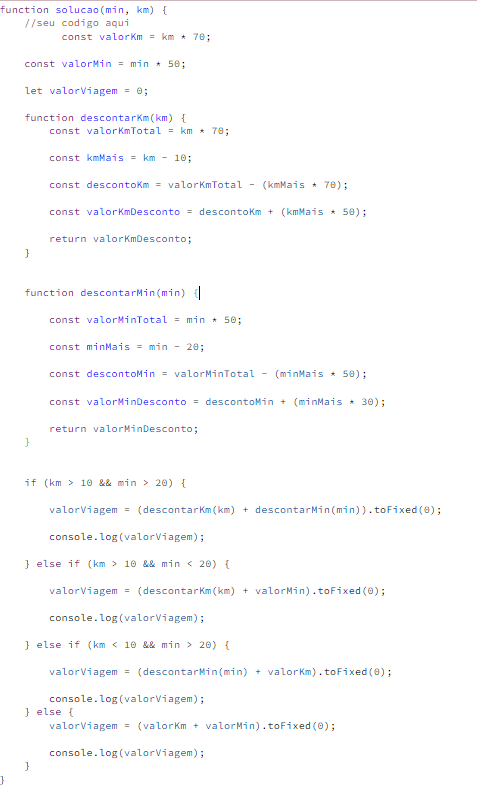 function solucao(min, km) {
    //seu codigo aqui
          const valorKm = km * 70;
    const valorMin = min * 50;
    let valorViagem = 0;
    function descontarKm(km) {
        const valorKmTotal = km * 70;
        const kmMais = km - 10;
        const descontoKm = valorKmTotal - (kmMais * 70);
        const valorKmDesconto = descontoKm + (kmMais * 50);
        return valorKmDesconto;
    }
    function descontarMin(min) {
        const valorMinTotal = min * 50;
        const minMais = min - 20;
        const descontoMin = valorMinTotal - (minMais * 50);
        const valorMinDesconto = descontoMin + (minMais * 30);
        return valorMinDesconto;
    }
    if (km > 10 && min > 20) {
        valorViagem = (descontarKm(km) + descontarMin(min)).toFixed(0);
        console.log(valorViagem);
    } else if (km > 10 && min < 20) {
        valorViagem = (descontarKm(km) + valorMin).toFixed(0);
        console.log(valorViagem);
    } else if (km < 10 && min > 20) {
        valorViagem = (descontarMin(min) + valorKm).toFixed(0);
        console.log(valorViagem);
    } else {
        valorViagem = (valorKm + valorMin).toFixed(0);
        console.log(valorViagem);
    }
}